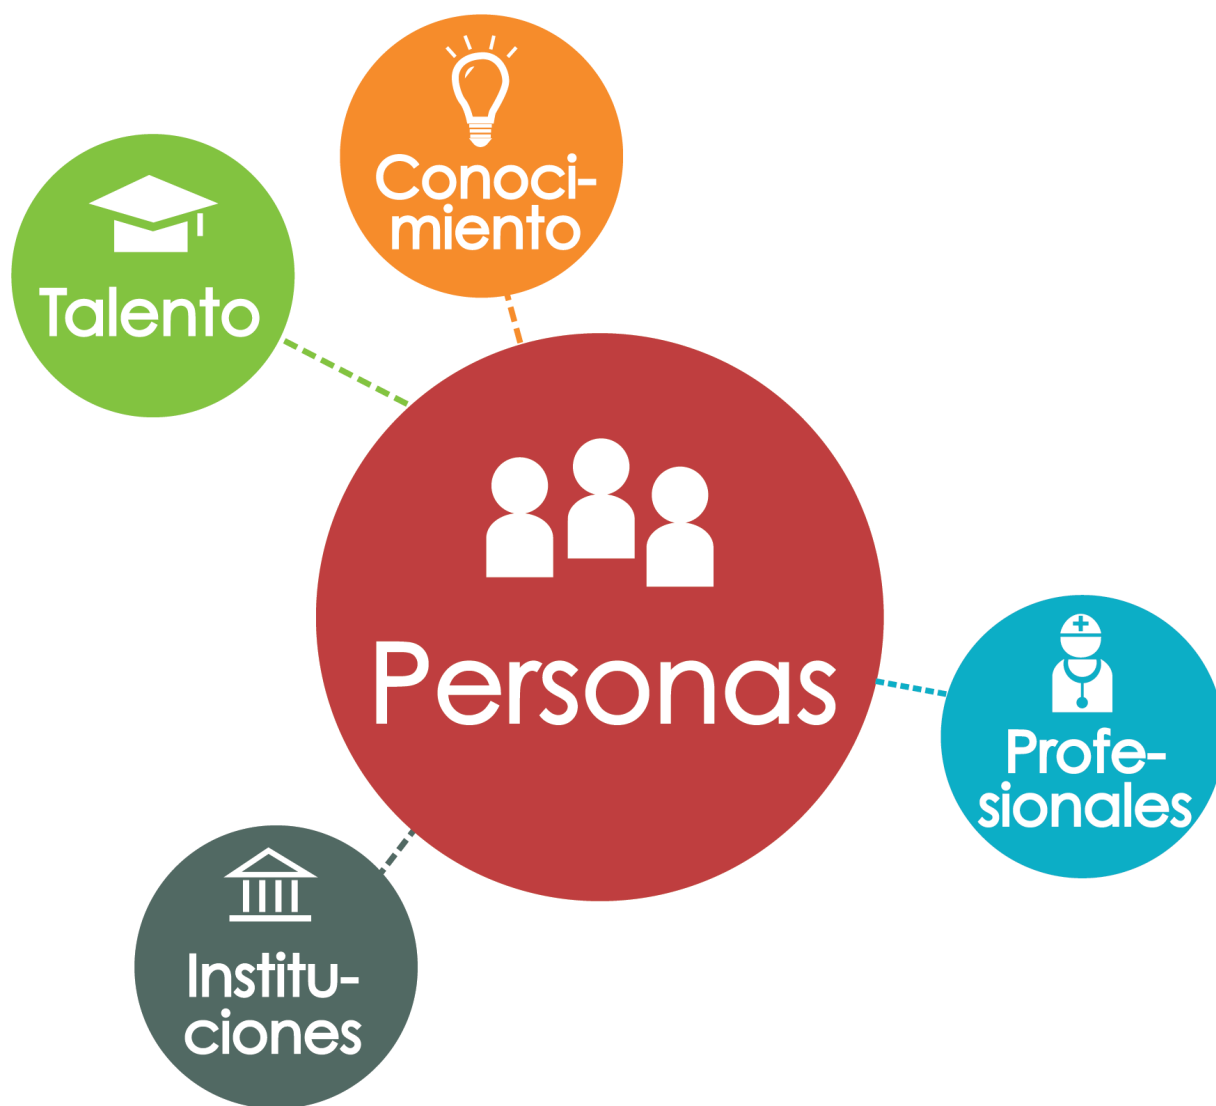 Conoci-
miento
Talento
Personas
Profe-
sionales
Institu-
ciones